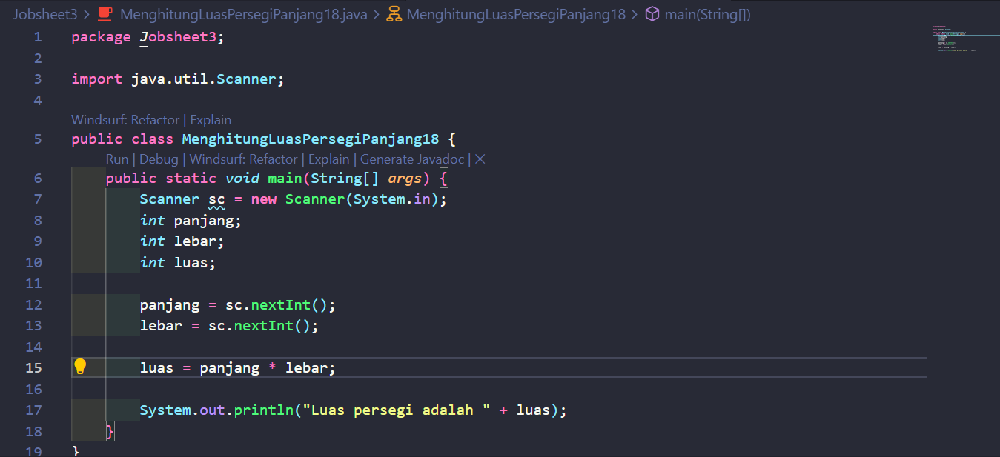 Jobsheet3 > MenghitungLuasPersegiPanjang18.java > MenghitungLuasPersegiPanjang18 > main(String[])
1 package Jobsheet3;
2
3 import java.util.Scanner;
4
Windsurf: Refactor | Explain
5 public class MenghitungLuasPersegiPanjang18 {
Run | Debug | Windsurf: Refactor | Explain | Generate Javadoc | ×
6 public static void main(String[] args) {
7 Scanner sc = new Scanner(System.in);
8 int panjang;
9 int lebar;
10 int luas;
11
12 panjang = sc.nextInt();
13 lebar = sc.nextInt();
14
15 luas = panjang * lebar;
16
17 System.out.println("Luas persegi adalah " + luas);
18 }
19 }